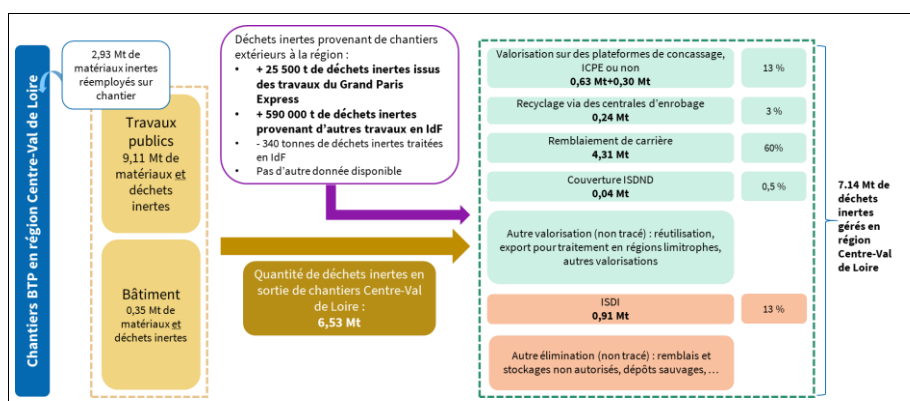 Chantiers BTP en région Centre-Val de Loire
2,93 Mt de
matériaux inertes
réemployés sur
chantier
Travaux
publics
9,11 Mt de
matériaux et
déchets
inertes
Bâtiment
0,35 Mt de
matériaux et
déchets inertes
Déchets inertes provenant de chantiers
extérieurs à la région :
• + 25 500 t de déchets inertes issus
des travaux du Grand Paris
Express
• + 590 000 t de déchets inertes
provenant d'autres travaux en IdF
• - 340 tonnes de déchets inertes traitées
en IdF
• Pas d'autre donnée disponible
Quantité de déchets inertes en
sortie de chantiers Centre-Val
de Loire :
6,53 Mt
Valorisation sur des plateformes de concassage,
ICPE ou non
0,63 Mt+0,30 Mt
13 %
Recyclage via des centrales d'enrobage
0,24 Mt
3 %
Remblaiement de carrière
4,31 Mt
60%
Couverture ISDND
0,04 Mt
0,5 %
Autre valorisation (non tracé) : réutilisation,
export pour traitement en régions limitrophes,
autres valorisations
ISDI
0,91 Mt
13 %
Autre élimination (non tracé) : remblais et
stockages non autorisés, dépôts sauvages, ...
7.14 Mt de
déchets
inertes
gérés en
région
Centre-Val
de Loire